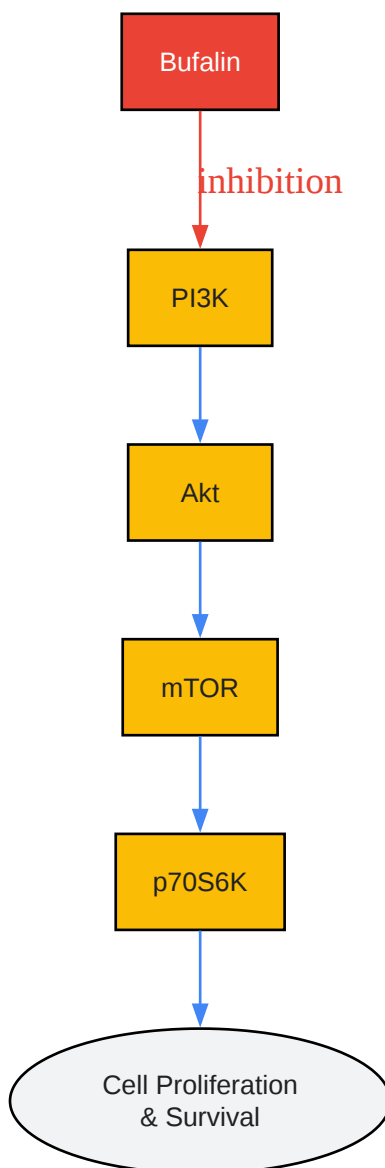 Bufalin
inhibition
PI3K
Akt
mTOR
p70S6K
Cell Proliferation
& Survival